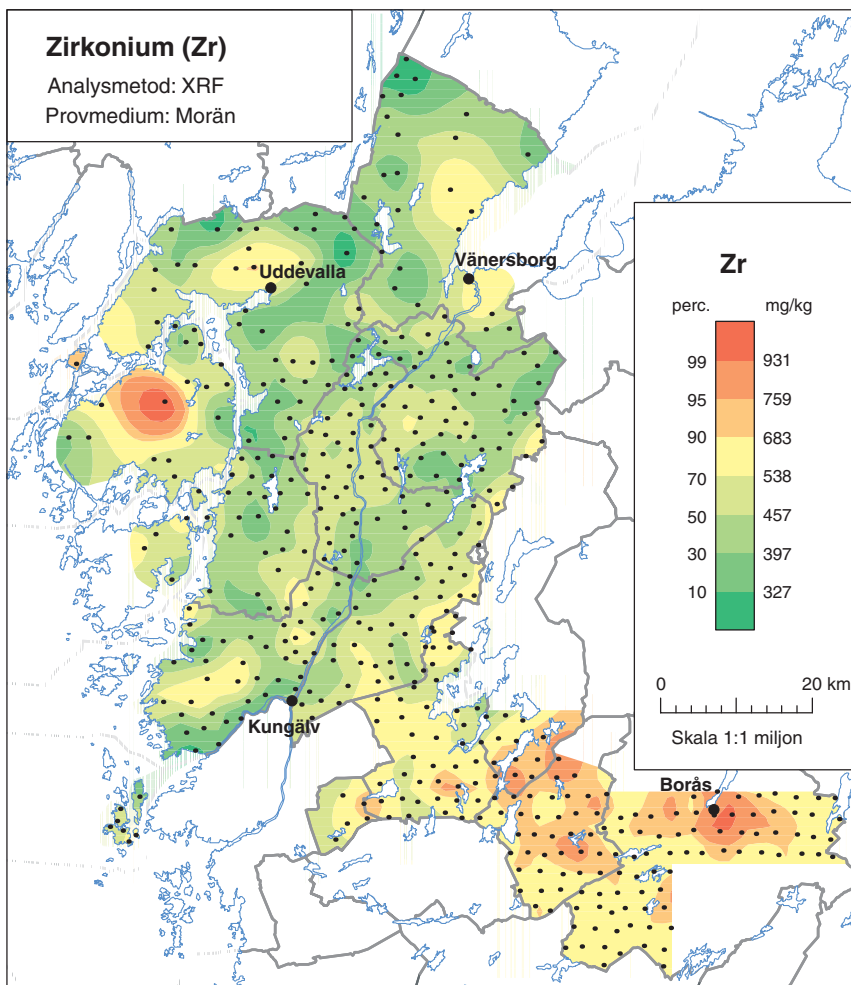 Zirkonium (Zr)
Analysmetod: XRF
Provmedium: Morän
Vänersborg
Uddevalla
Zr
perc. mg/kg
99 931
95 759
90 683
70 538
50 457
30 397
10 327
0 20 km
Skala 1:1 miljon
Kungälv
Borås